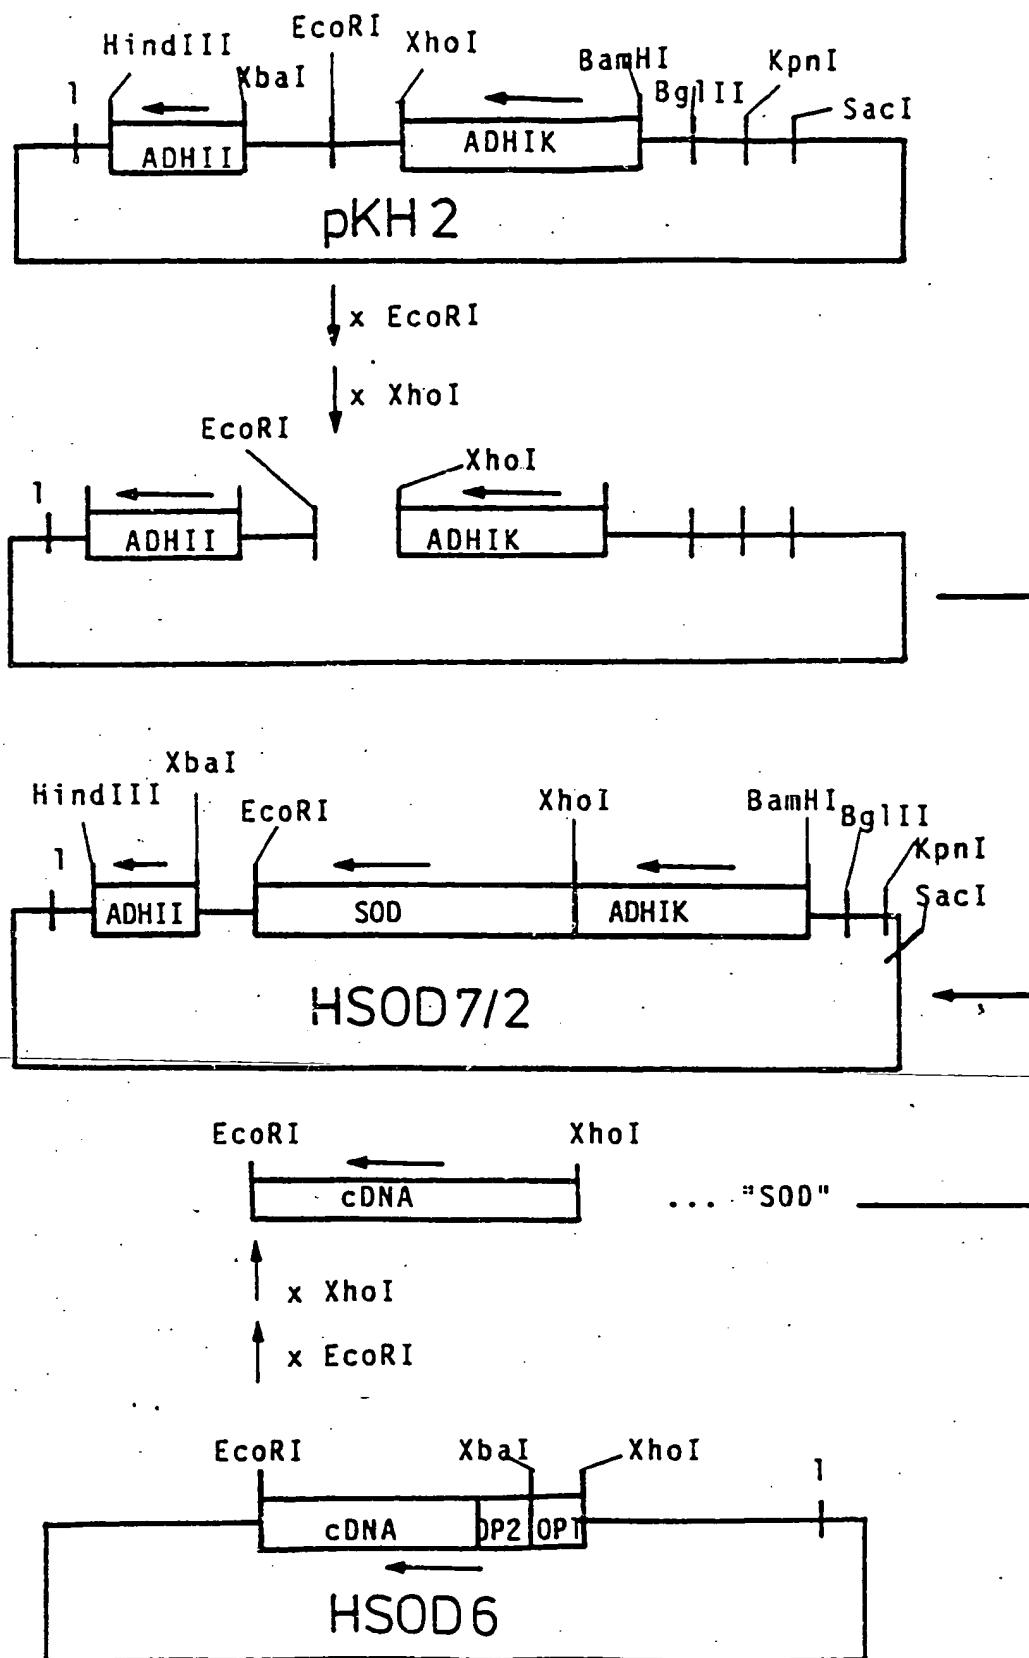 EcoRI
HindIII
XbaI
XhoI
BamHI
BglII
KpnI
SacI
1
ADHII
ADHIK
pKH2
x EcoRI
x XhoI
EcoRI
XhoI
1
ADHII
ADHIK
XbaI
HindIII
EcoRI
XhoI
BamHI
BglII
KpnI
SacI
1
ADHII
SOD
ADHIK
HSOD7/2
EcoRI
XhoI
cDNA
... "SOD"
x XhoI
x EcoRI
EcoRI
XbaI
XhoI
1
cDNA
OP2
OP1
HSOD6